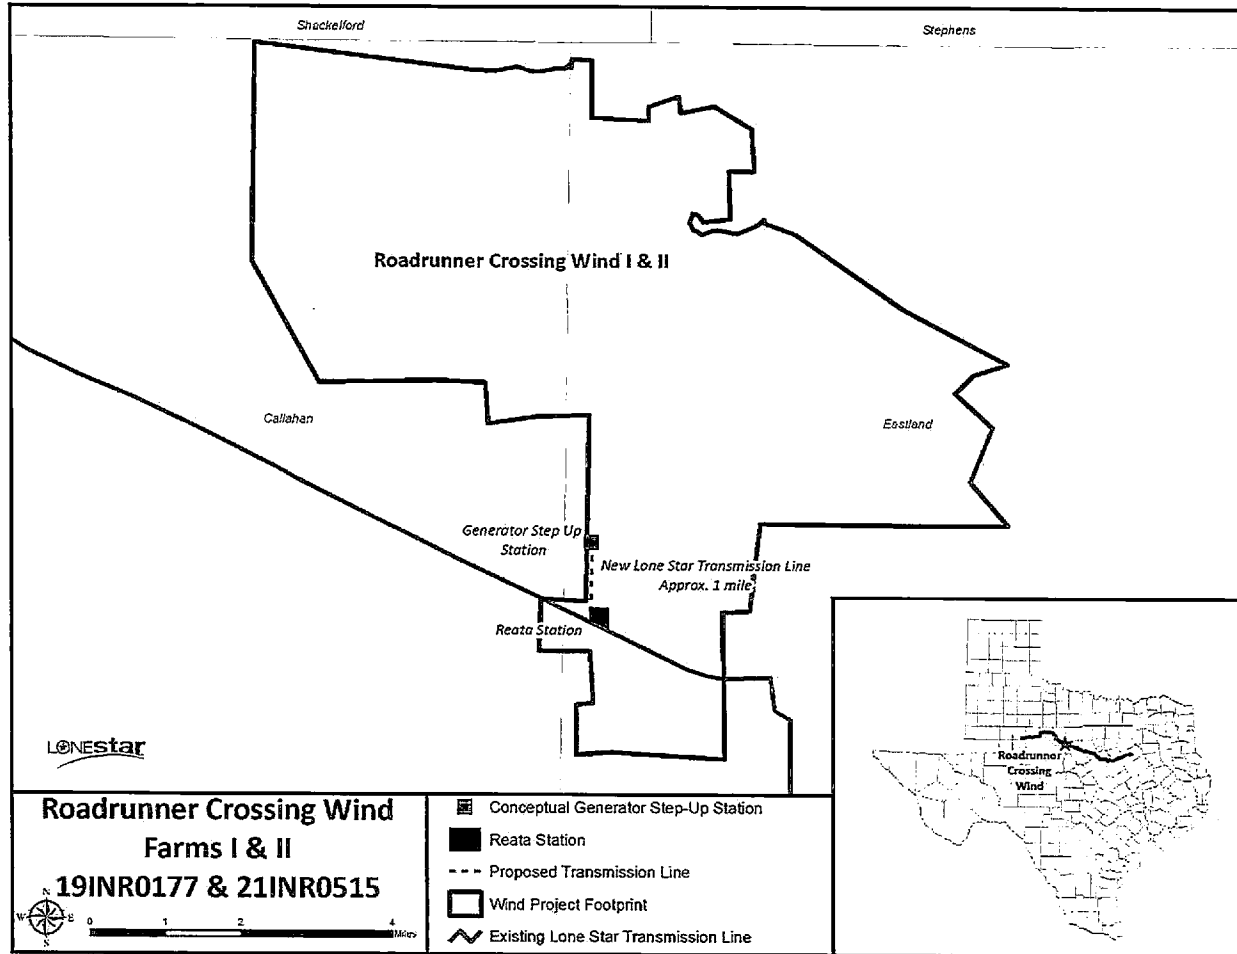 Shackelford
Stephens
Roadrunner Crossing Wind I & II
Callahan
Eastland
Generator Step Up
Station
New Lone Star Transmission Line
Approx. 1 mile
Reata Station
LONEstar
Roadrunner
Crossing
Wind
Roadrunner Crossing Wind
Farms I & II
19INR0177 & 21INR0515
N
W E
S
0 1 2 4
Miles
Conceptual Generator Step-Up Station
Reata Station
Proposed Transmission Line
Wind Project Footprint
Existing Lone Star Transmission Line